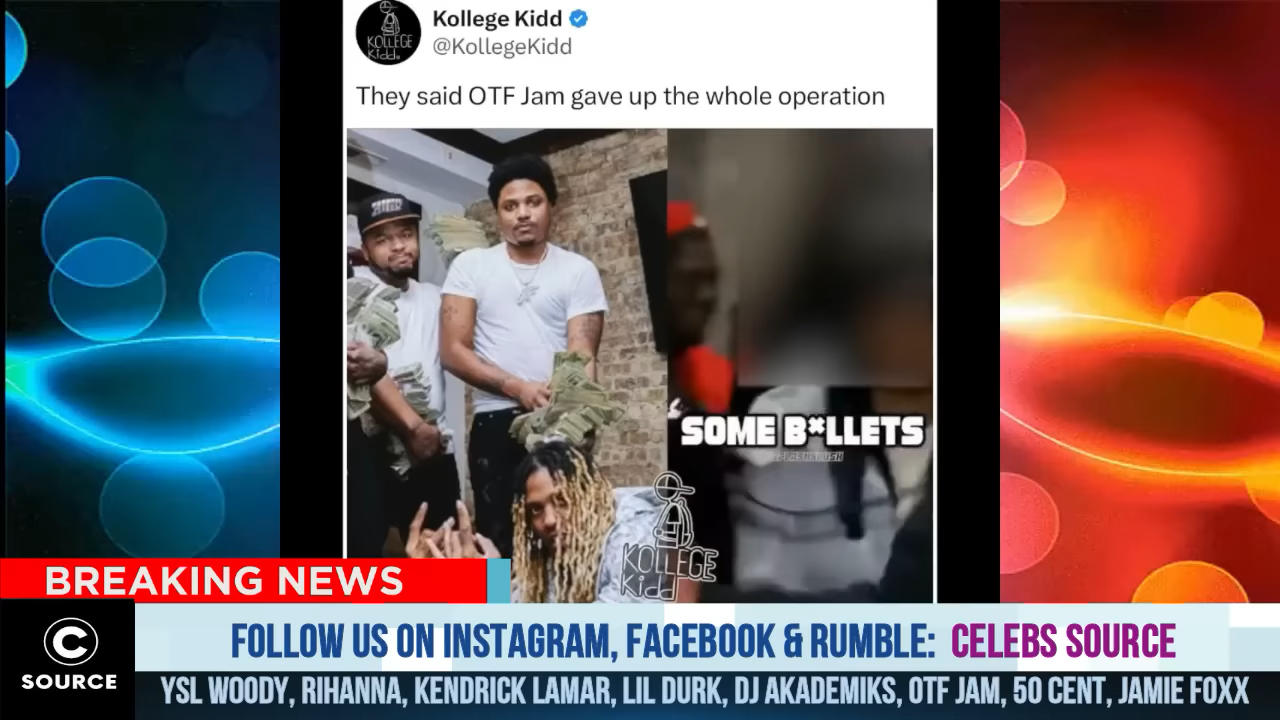 Kollege Kidd
@KollegeKidd
KOLLEGE
Kidd
They said OTF Jam gave up the whole operation
SOME B*LLETS
KOLLEGE
Kidd
BREAKING NEWS
C
SOURCE
FOLLOW US ON INSTAGRAM, FACEBOOK & RUMBLE: CELEBS SOURCE
YSL WOODY, RIHANNA, KENDRICK LAMAR, LIL DURK, DJ AKADEMIKS, OTF JAM, 50 CENT, JAMIE FOXX